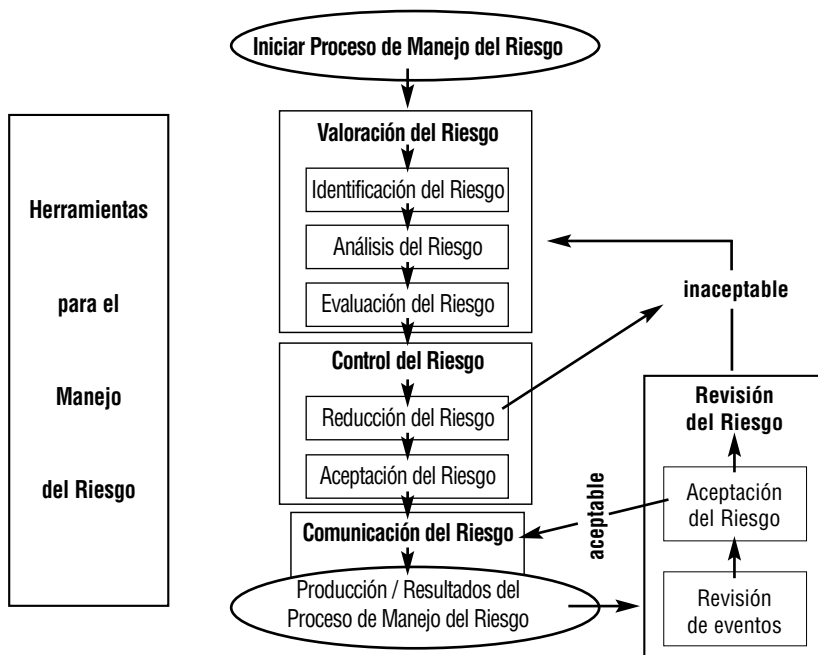 Iniciar Proceso de Manejo del Riesgo
Herramientas
para el
Manejo
del Riesgo
Valoración del Riesgo
Identificación del Riesgo
Análisis del Riesgo
Evaluación del Riesgo
Control del Riesgo
Reducción del Riesgo
Aceptación del Riesgo
Comunicación del Riesgo
Producción / Resultados del
Proceso de Manejo del Riesgo
inaceptable
aceptable
Revisión
del Riesgo
Aceptación
del Riesgo
Revisión
de eventos